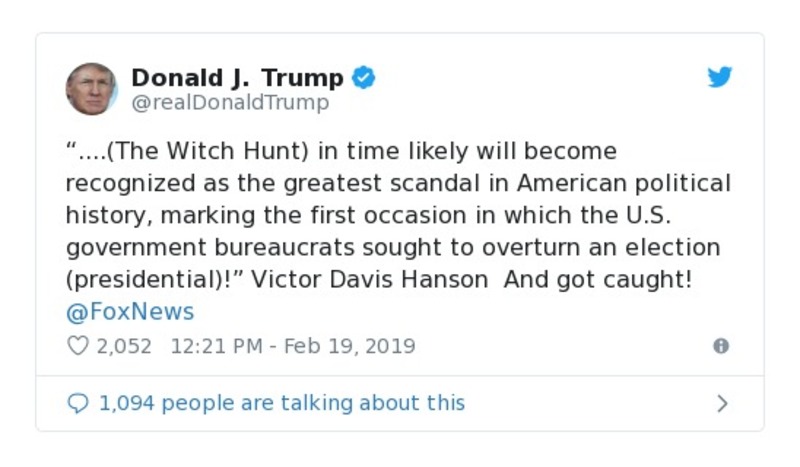 Donald J. Trump
@realDonaldTrump
“....(The Witch Hunt) in time likely will become
recognized as the greatest scandal in American political
history, marking the first occasion in which the U.S.
government bureaucrats sought to overturn an election
(presidential)!” Victor Davis Hanson  And got caught!
@FoxNews
2,052 12:21 PM - Feb 19, 2019
1,094 people are talking about this